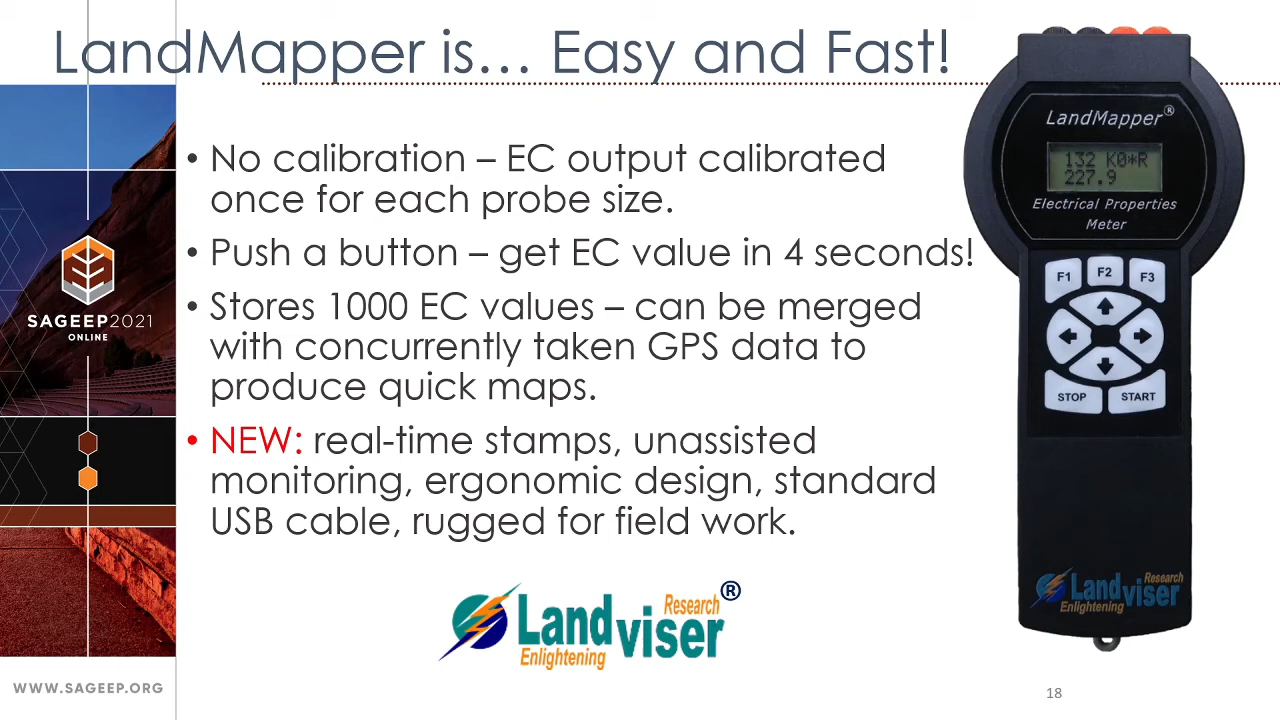 LandMapper is... Easy and Fast!
• No calibration – EC output calibrated
once for each probe size.
• Push a button – get EC value in 4 seconds!
• Stores 1000 EC values – can be merged
with concurrently taken GPS data to
produce quick maps.
• NEW: real-time stamps, unassisted
monitoring, ergonomic design, standard
USB cable, rugged for field work.
Landviser®
Research
Enlightening
SAGEEP2021
ONLINE
WWW.SAGEEP.ORG
LandMapper®
132 K0*R
227.9
Electrical Properties
Meter
F1 F2 F3
STOP START
Research
Landviser
Enlightening
18